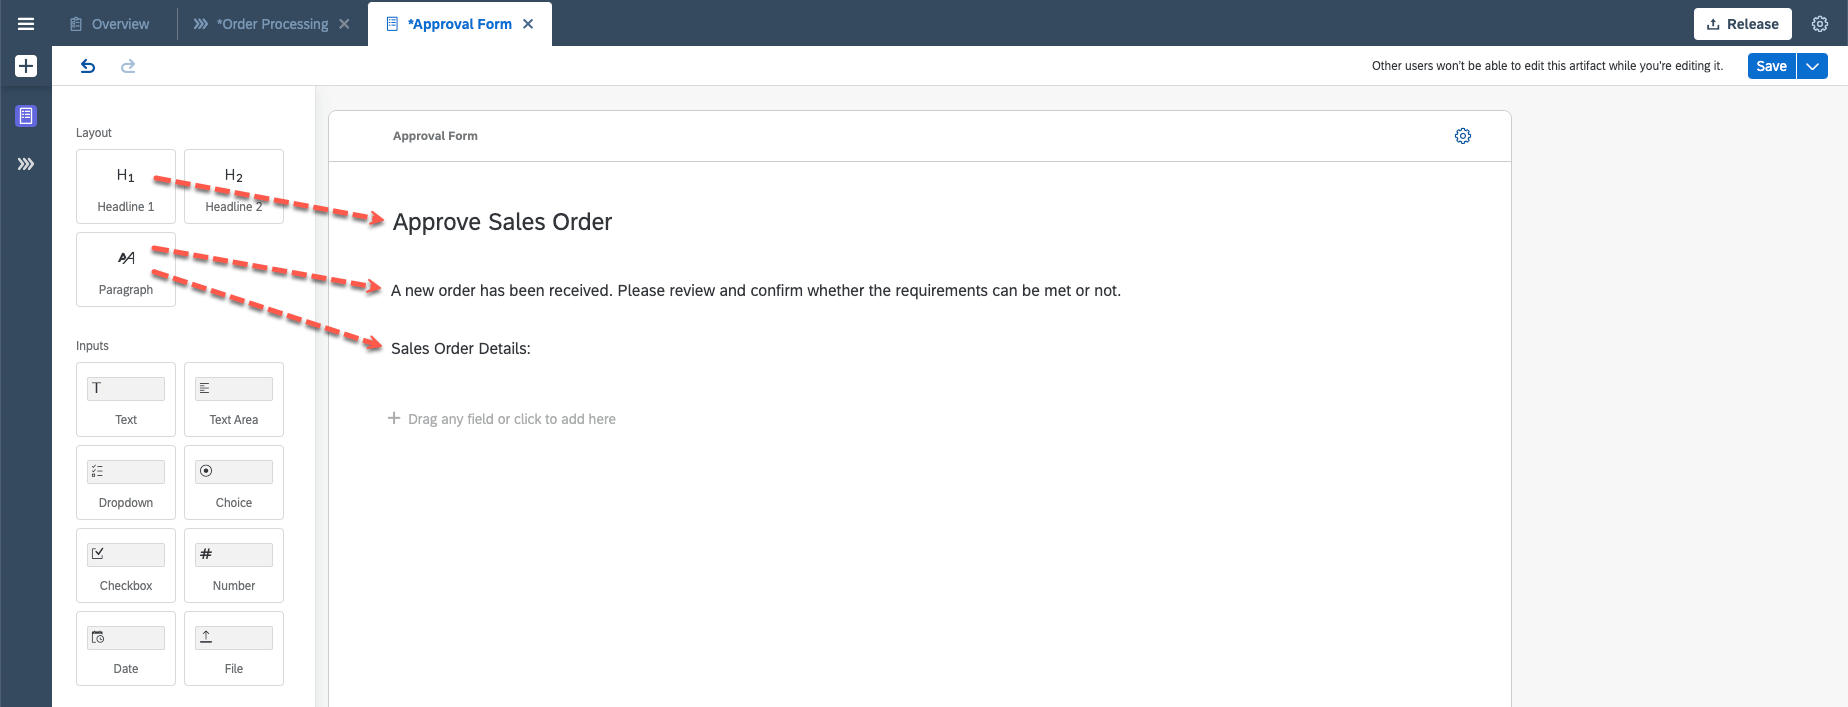 Overview
*Order Processing
*Approval Form
Release
Other users won't be able to edit this artifact while you're editing it.
Save
Layout
H1
Headline 1
H2
Headline 2
Paragraph
Inputs
Text
Text Area
Dropdown
Choice
Checkbox
Number
Date
File
Approval Form
Approve Sales Order
A new order has been received. Please review and confirm whether the requirements can be met or not.
Sales Order Details:
Drag any field or click to add here